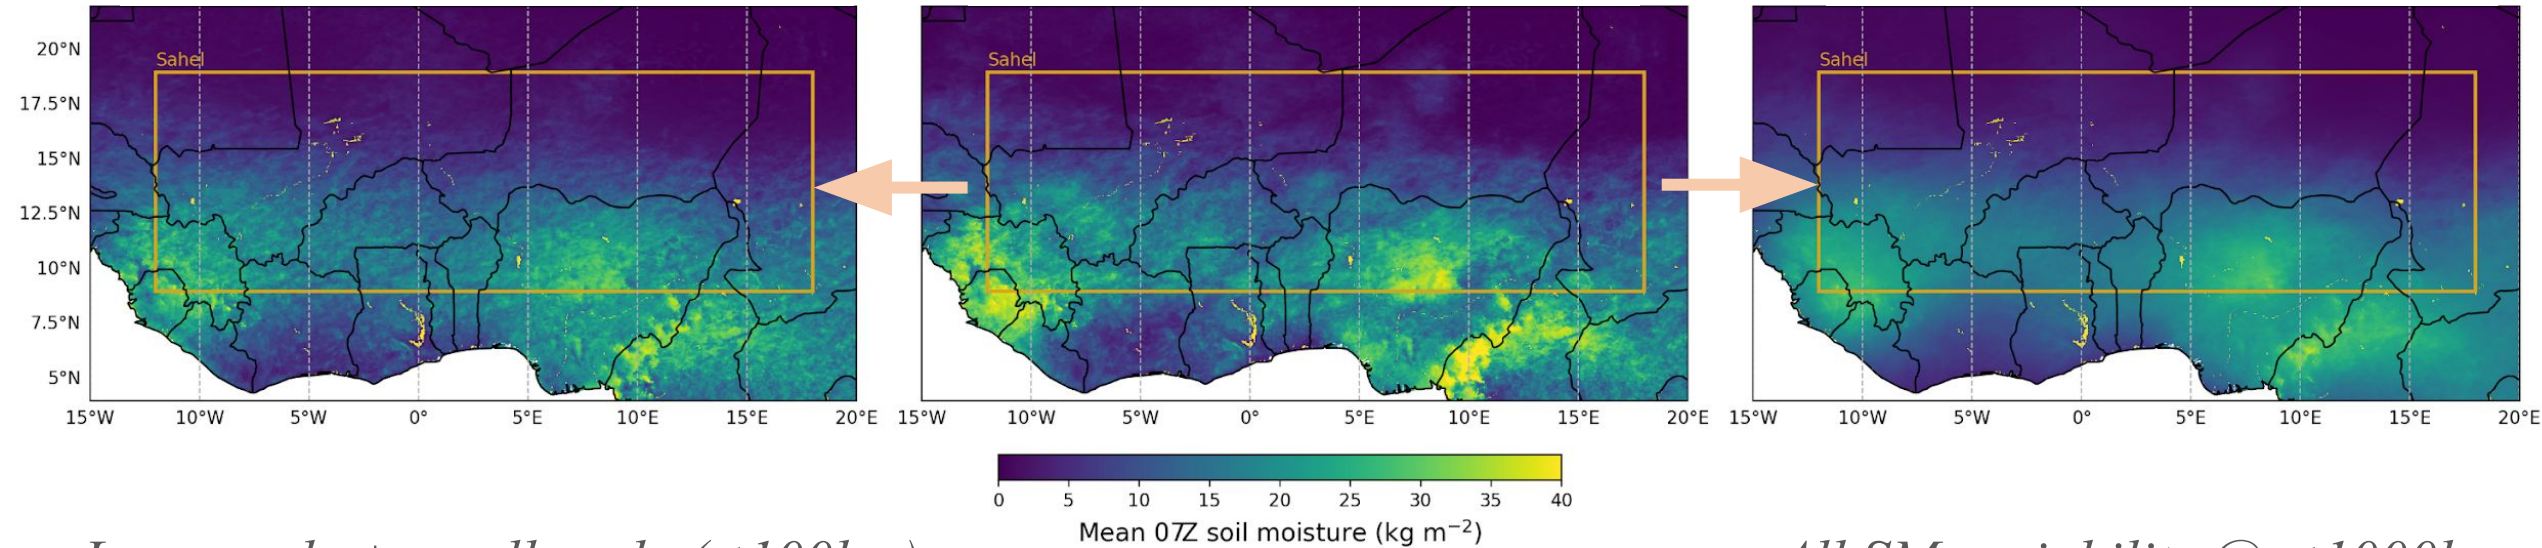 Sahel
Sahel
Sahel
20°N
17.5°N
15°N
12.5°N
10°N
7.5°N
5°N
15°W 10°W 5°W 0° 5°E 10°E 15°E 20°E
15°W 10°W 5°W 0° 5°E 10°E 15°E 20°E
15°W 10°W 5°W 0° 5°E 10°E 15°E 20°E
0 5 10 15 20 25 30 35 40
Mean 07Z soil moisture (kg m⁻²)
All SM